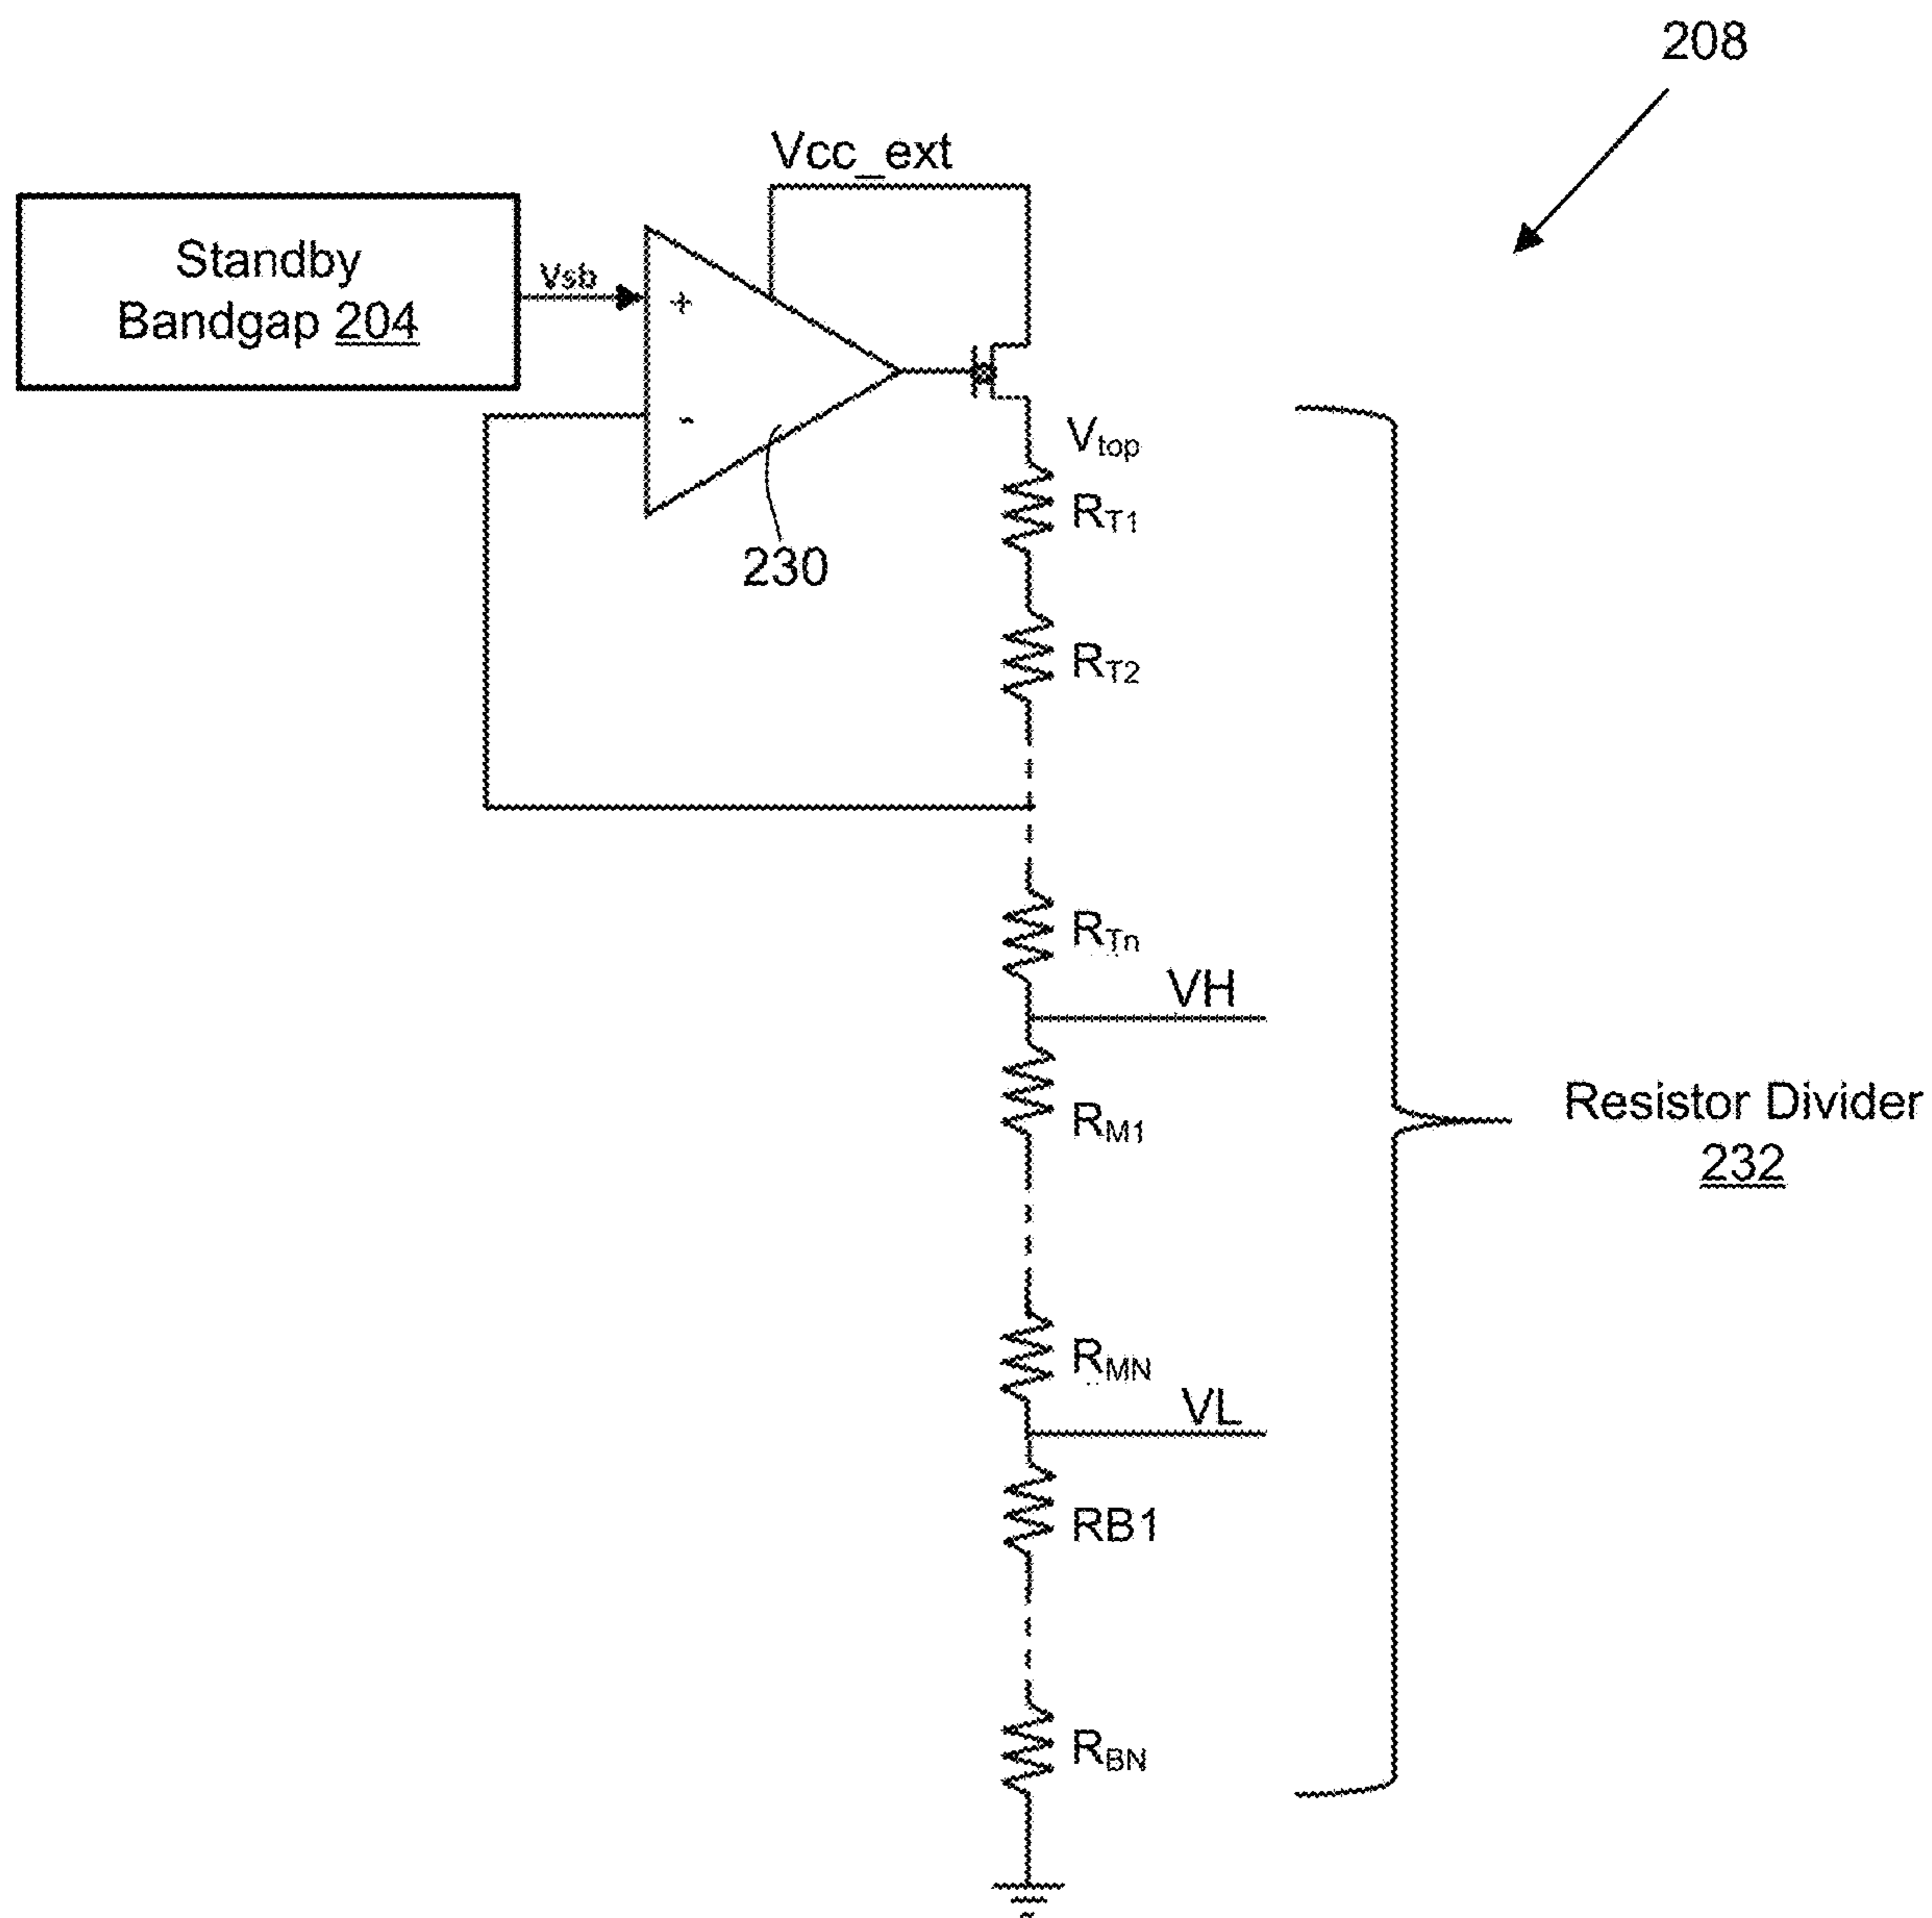 208
Vcc_ext
Standby
Bandgap 204
Vsb
+
-
230
Vtop
RT1
RT2
RTn
VH
RM1
Resistor Divider
232
RMN
VL
RB1
RBN